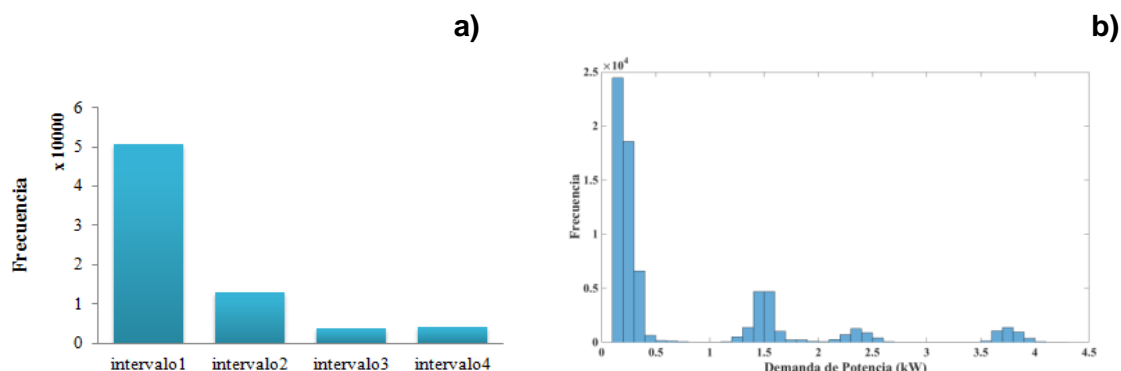 a)
b)
Frecuencia
x 10000
6
5
4
3
2
1
0
intervalo1 intervalo2 intervalo3 intervalo4
×10⁴
Frecuencia
2.5
2
1.5
1
0.5
0
0 0.5 1 1.5 2 2.5 3 3.5 4 4.5
Demanda de Potencia (kW)